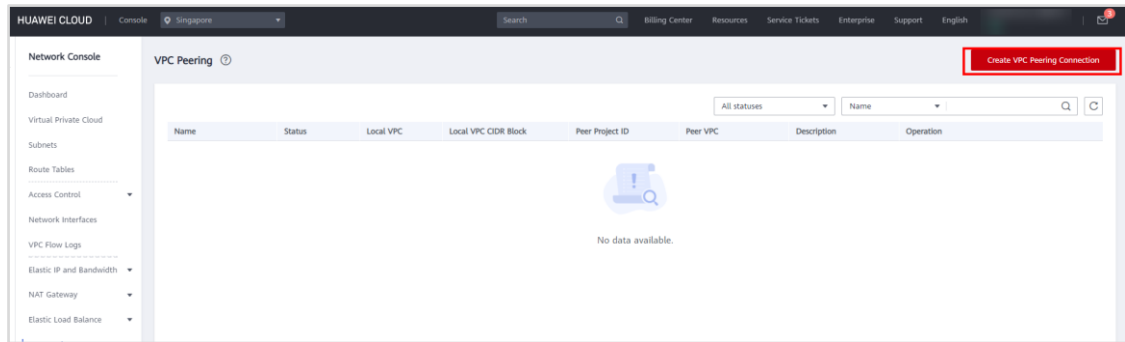 HUAWEI CLOUD | Console Singapore Search Billing Center Resources Service Tickets Enterprise Support English 3
Network Console
VPC Peering ?
Create VPC Peering Connection
Dashboard
All statuses Name
Virtual Private Cloud
Name Status Local VPC Local VPC CIDR Block Peer Project ID Peer VPC Description Operation
Subnets
Route Tables
Access Control
Network Interfaces
No data available.
VPC Flow Logs
Elastic IP and Bandwidth
NAT Gateway
Elastic Load Balance